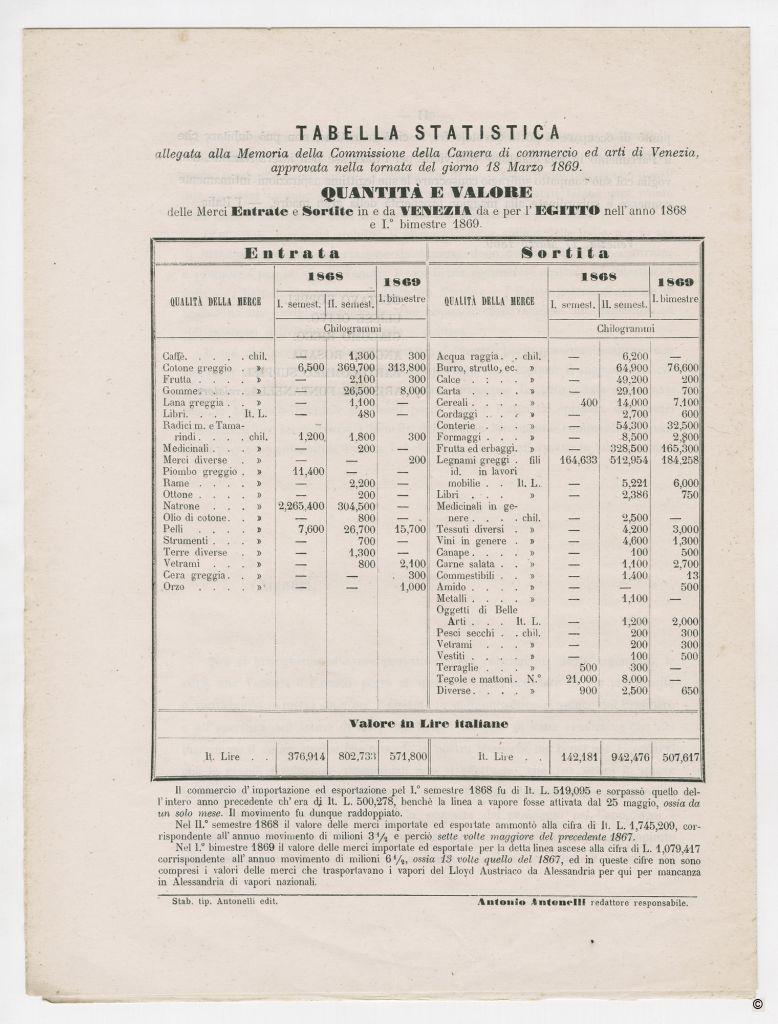 TABELLA STATISTICA
allegata alla Memoria della Commissione della Camera di commercio ed arti di Venezia,
approvata nella tornata del giorno 18 Marzo 1869.
QUANTITÀ E VALORE
delle Merci Entrate e Sortite in e da VENEZIA da e per l' EGITTO nell' anno 1868
e I.° bimestre 1869.
Entrata
QUALITÀ DELLA MERCE 1868 1869
I. semest. II. semest. I. bimestre
Chilogrammi
Caffè. . . . . chil. — 1,300 300
Cotone greggio . » 6,500 369,700 313,800
Frutta . . . . » — 2,100 300
Gomme. . . . . » — 26,500 8,000
Lana greggia . . » — 1,100 —
Libri. . . . It. L. — 480 —
Radici m. e Tama-
rindi. . . . chil. 1,200 1,800 300
Medicinali . . . » — 200 —
Merci diverse . » — — 200
Piombo greggio . » 11,400 — —
Rame . . . . » — 2,200 —
Ottone . . . . » — 200 —
Natrone . . . » 2,265,400 304,500 —
Olio di cotone. . » — 800 —
Pelli . . . . » 7,600 26,700 15,700
Strumenti . . . » — 700 —
Terre diverse . » — 1,300 —
Vetrami . . . » — 800 2,100
Cera greggia. . » — — 300
Orzo . . . . » — — 1,000
Sortita
QUALITÀ DELLA MERCE 1868 1869
I. semest. II. semest. I. bimestre
Chilogrammi
Acqua raggia. . chil. — 6,200 —
Burro, strutto, ec. » — 64,900 76,600
Calce . . . . » — 49,200 200
Carta . . . . » — 29,100 700
Cereali . . . . » 400 14,000 7,100
Cordaggi . . . » — 2,700 600
Conterie . . . » — 54,300 32,500
Formaggi . . . » — 8,500 2,800
Frutta ed erbaggi. » — 328,500 165,300
Legnami greggi . fili 164,633 512,954 184,258
id. in lavori
mobilie . . It. L. — 5,221 6,000
Libri . . . . » — 2,386 750
Medicinali in ge-
nere . . . . chil. — 2,500 —
Tessuti diversi . » — 4,200 3,000
Vini in genere . » — 4,600 1,300
Canape. . . . » — 100 500
Carne salata . . » — 1,100 2,700
Commestibili . . » — 1,400 13
Amido . . . . » — — 500
Metalli . . . . » — 1,100 —
Oggetti di Belle
Arti . . . It. L. — 1,200 2,000
Pesci secchi . . chil. — 200 300
Vetrami . . . » — 200 300
Vestiti . . . . » — 100 500
Terraglie . . . » 500 300 —
Tegole e mattoni. N.° 21,000 8,000 —
Diverse. . . . » 900 2,500 650
Valore in Lire italiane
It. Lire . . 376,914 802,733 571,800 It. Lire . . 142,181 942,476 507,617
Il commercio d' importazione ed esportazione pel I.° semestre 1868 fu di It. L. 519,095 e sorpassò quello del-
l' intero anno precedente ch' era di It. L. 500,278, benchè la linea a vapore fosse attivata dal 25 maggio, ossia da
un solo mese. Il movimento fu dunque raddoppiato.
Nel II.° semestre 1868 il valore delle merci importate ed esportate ammontò alla cifra di It. L. 1,745,209, cor-
rispondente all' annuo movimento di milioni 3 1/2 e perciò sette volte maggiore del precedente 1867.
Nel I.° bimestre 1869 il valore delle merci importate ed esportate per la detta linea ascese alla cifra di L. 1,079,417
corrispondente all' annuo movimento di milioni 6 1/2, ossia 13 volte quello del 1867, ed in queste cifre non sono
compresi i valori delle merci che trasportavano i vapori del Lloyd Austriaco da Alessandria per qui per mancanza
in Alessandria di vapori nazionali.
Stab. tip. Antonelli edit. Antonio Antonelli redattore responsabile.
©